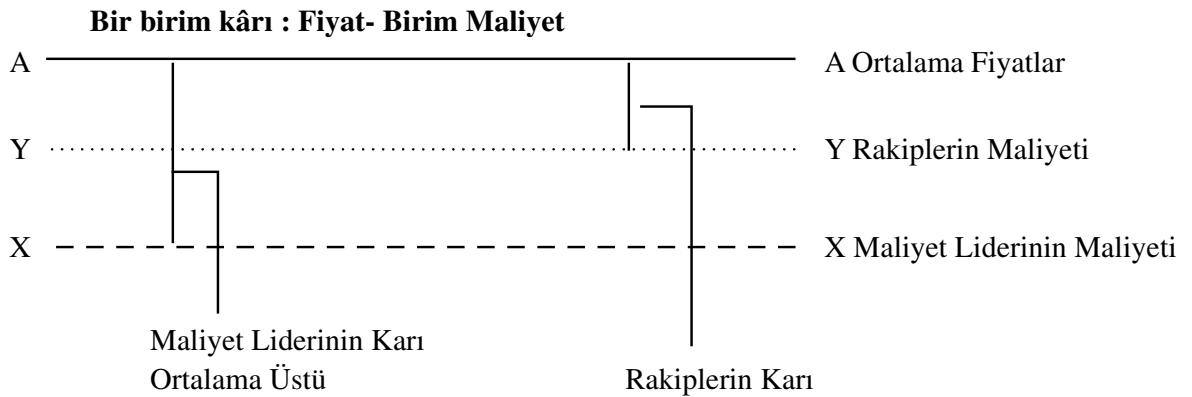 Bir birim kârı : Fiyat- Birim Maliyet
A
A Ortalama Fiyatlar
Y
Y Rakiplerin Maliyeti
X
X Maliyet Liderinin Maliyeti
Maliyet Liderinin Karı
Ortalama Üstü
Rakiplerin Karı